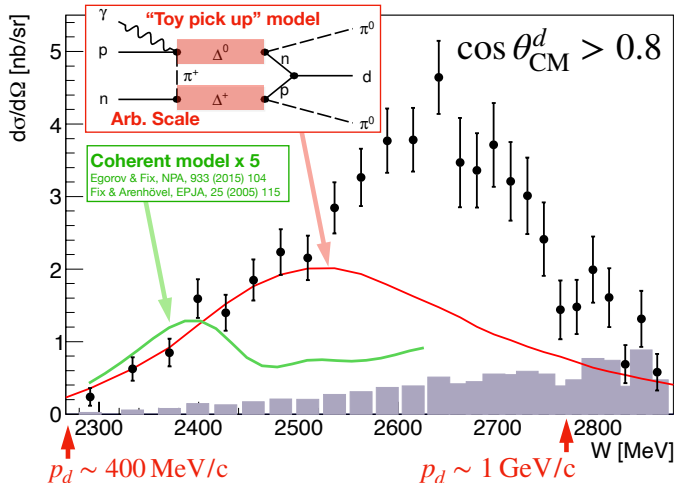 "Toy pick up" model
γ
p
n
π⁺
Δ⁰
Δ⁺
n
p
π⁰
d
π⁰
Arb. Scale
cos θᵈ_CM > 0.8
Coherent model x 5
Egorov & Fix, NPA, 933 (2015) 104
Fix & Arenhövel, EPJA, 25 (2005) 115
dσ/dΩ [nb/sr]
5
4
3
2
1
0
2300 2400 2500 2600 2700 2800
W [MeV]
p_d ~ 400 MeV/c
p_d ~ 1 GeV/c